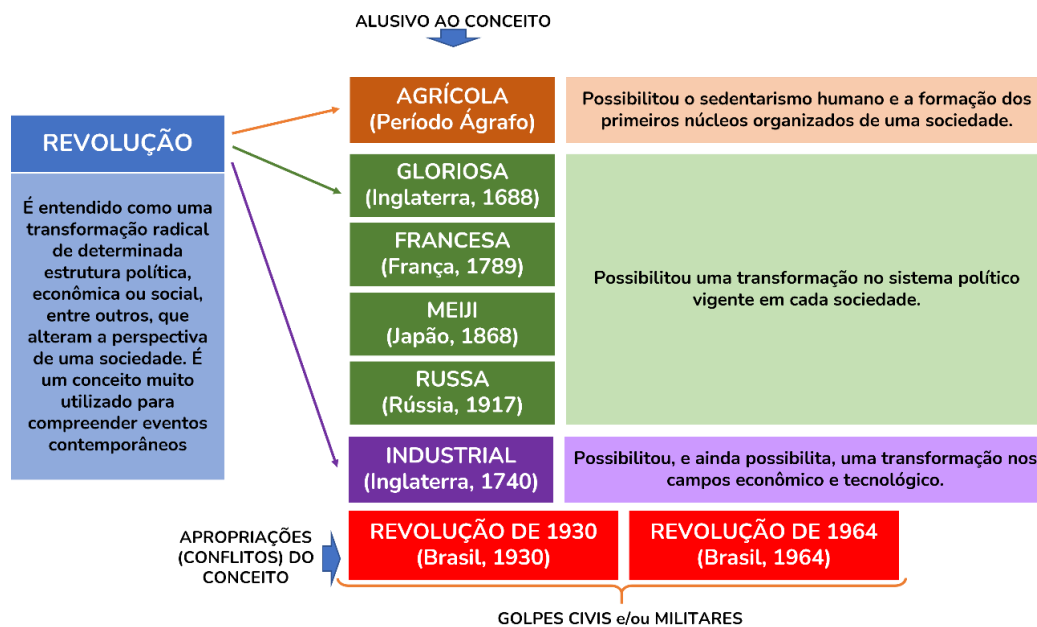 ALUSIVO AO CONCEITO
REVOLUÇÃO
É entendido como uma
transformação radical
de determinada
estrutura política,
econômica ou social,
entre outros, que
alteram a perspectiva
de uma sociedade. É
um conceito muito
utilizado para
compreender eventos
contemporâneos
AGRÍCOLA
(Período Ágrafo)
Possibilitou o sedentarismo humano e a formação dos
primeiros núcleos organizados de uma sociedade.
GLORIOSA
(Inglaterra, 1688)
FRANCESA
(França, 1789)
MEIJI
(Japão, 1868)
RUSSA
(Rússia, 1917)
Possibilitou uma transformação no sistema político
vigente em cada sociedade.
INDUSTRIAL
(Inglaterra, 1740)
Possibilitou, e ainda possibilita, uma transformação nos
campos econômico e tecnológico.
APROPRIAÇÕES
(CONFLITOS) DO
CONCEITO
REVOLUÇÃO DE 1930
(Brasil, 1930)
REVOLUÇÃO DE 1964
(Brasil, 1964)
GOLPES CIVIS e/ou MILITARES